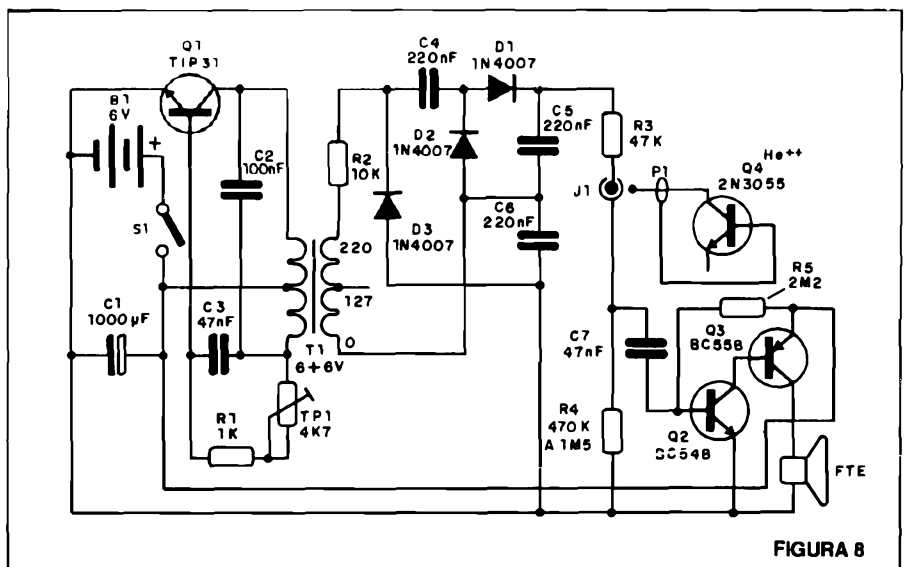 Q1
TIP31
B1
6V
+
S1
C1
1000µF
C2
100nF
C3
47nF
R1
1K
TP1
4K7
T1
6+6V
220
127
0
R2
10K
C4
220nF
D1
1N4007
D2
1N4007
D3
1N4007
C5
220nF
C6
220nF
R3
47K
J1
P1
Q4
2N3055
He++
R5
2M2
C7
47nF
Q3
BC558
R4
470K
A 1M5
Q2
BC548
FTE
FIGURA 8